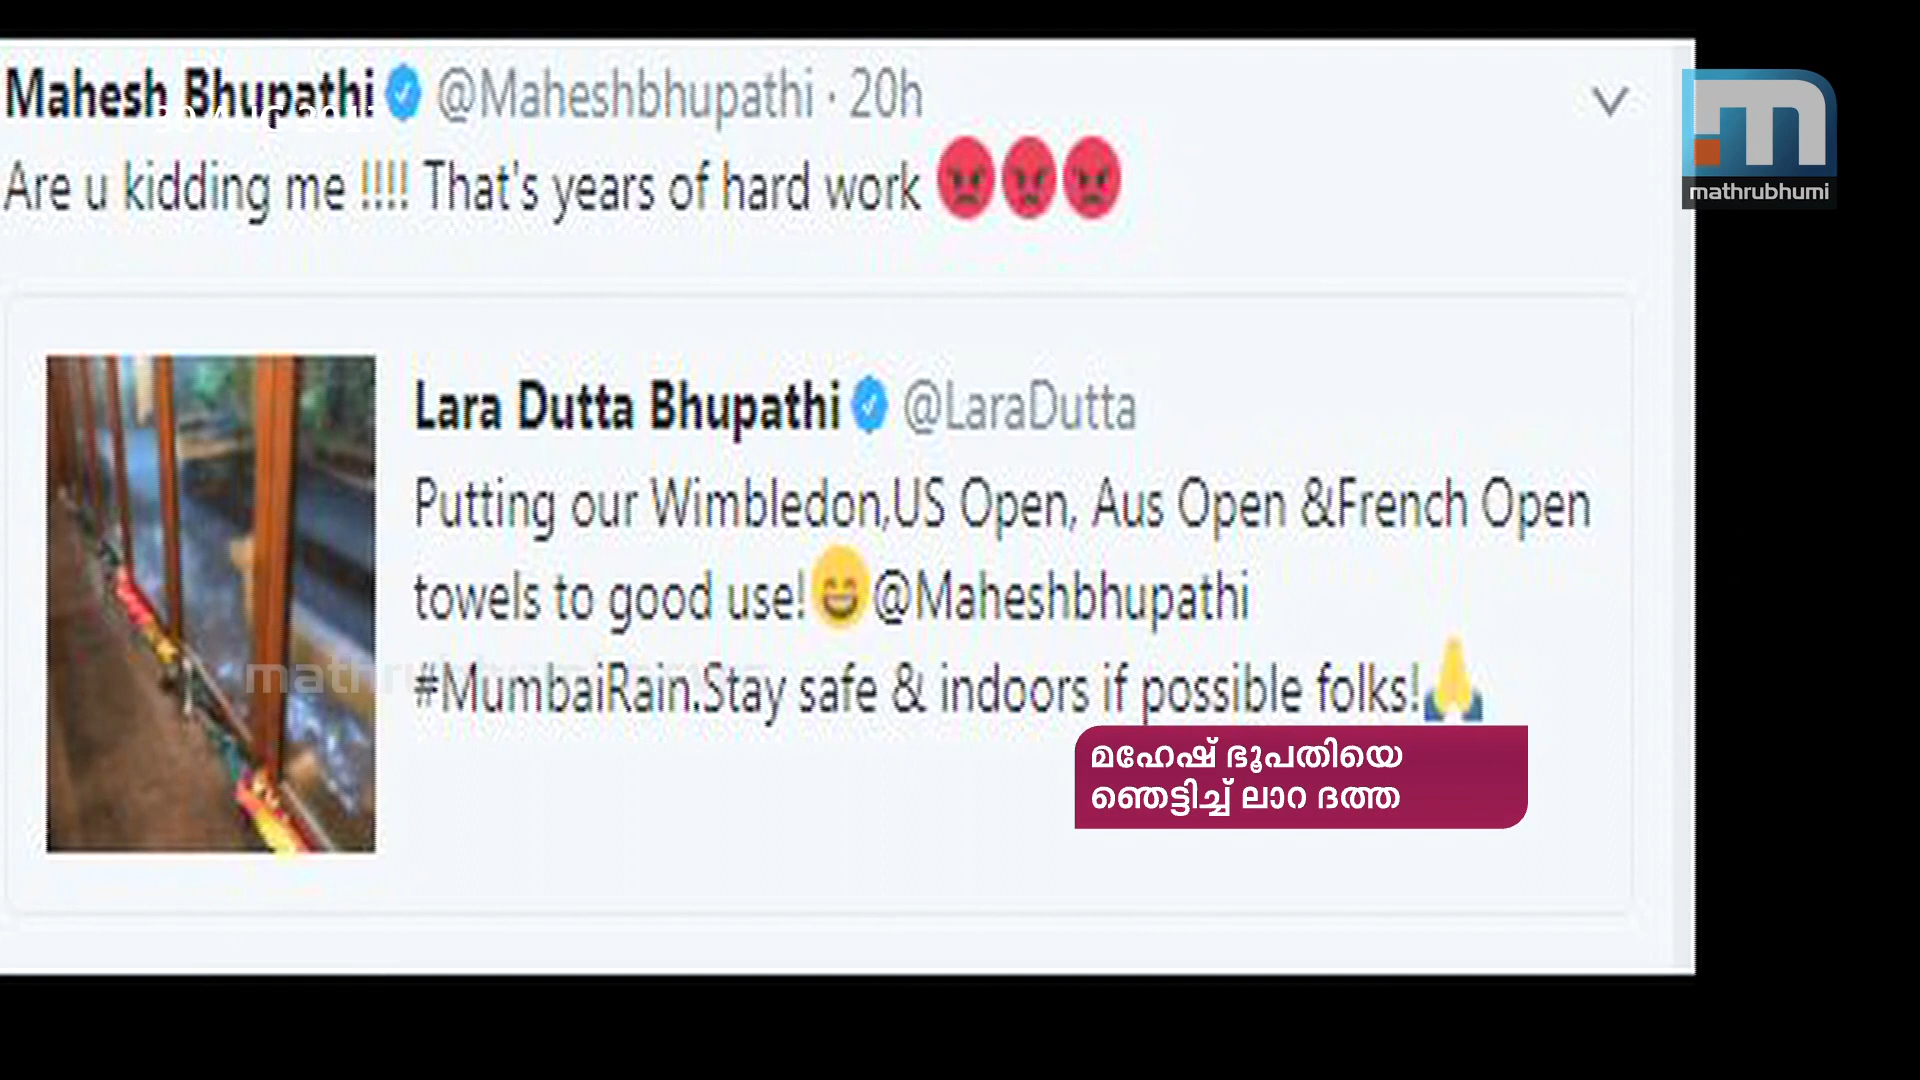 Mahesh Bhupathi @Maheshbhupathi · 20h
Are u kidding me !!!! That's years of hard work 😡😡😡
mathrubhumi
Lara Dutta Bhupathi @LaraDutta
Putting our Wimbledon,US Open, Aus Open &French Open
towels to good use!😄@Maheshbhupathi
#MumbaiRain.Stay safe & indoors if possible folks!🙏
മഹേഷ് ഭൂപതിയെ
ഞെട്ടിച്ച് ലാറ ദത്ത